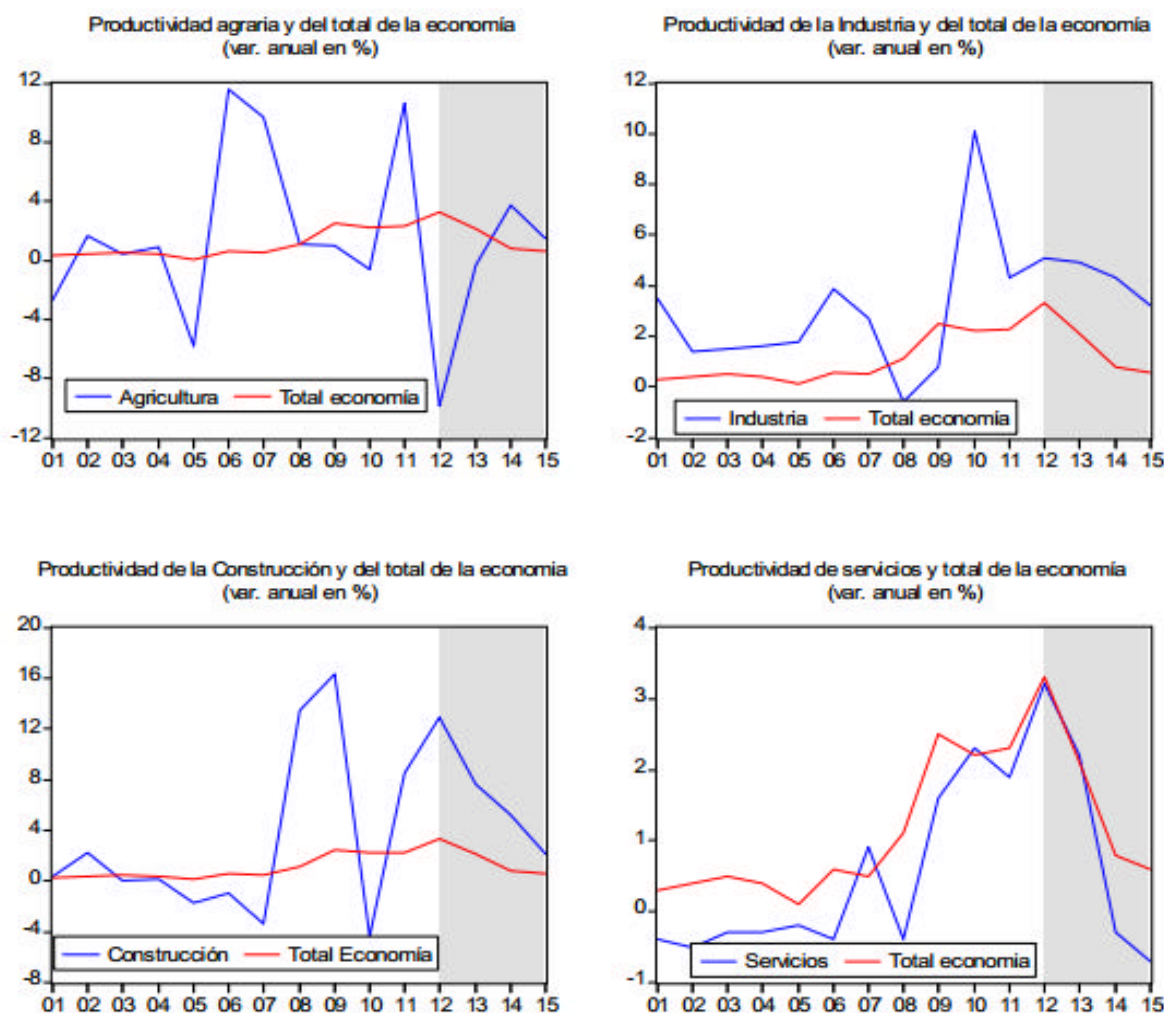 Productividad agraria y del total de la economía
(var. anual en %)
12
8
4
0
-4
-8
-12
Agricultura Total economía
01 02 03 04 05 06 07 08 09 10 11 12 13 14 15
Productividad de la Industria y del total de la economía
(var. anual en %)
12
10
8
6
4
2
0
-2
Industria Total economía
01 02 03 04 05 06 07 08 09 10 11 12 13 14 15
Productividad de la Construcción y del total de la economia
(var. anual en %)
20
16
12
8
4
0
-4
-8
Construcción Total Economía
01 02 03 04 05 06 07 08 09 10 11 12 13 14 15
Productividad de servicios y total de la economía
(var. anual en %)
4
3
2
1
0
-1
Servicios Total economia
01 02 03 04 05 06 07 08 09 10 11 12 13 14 15